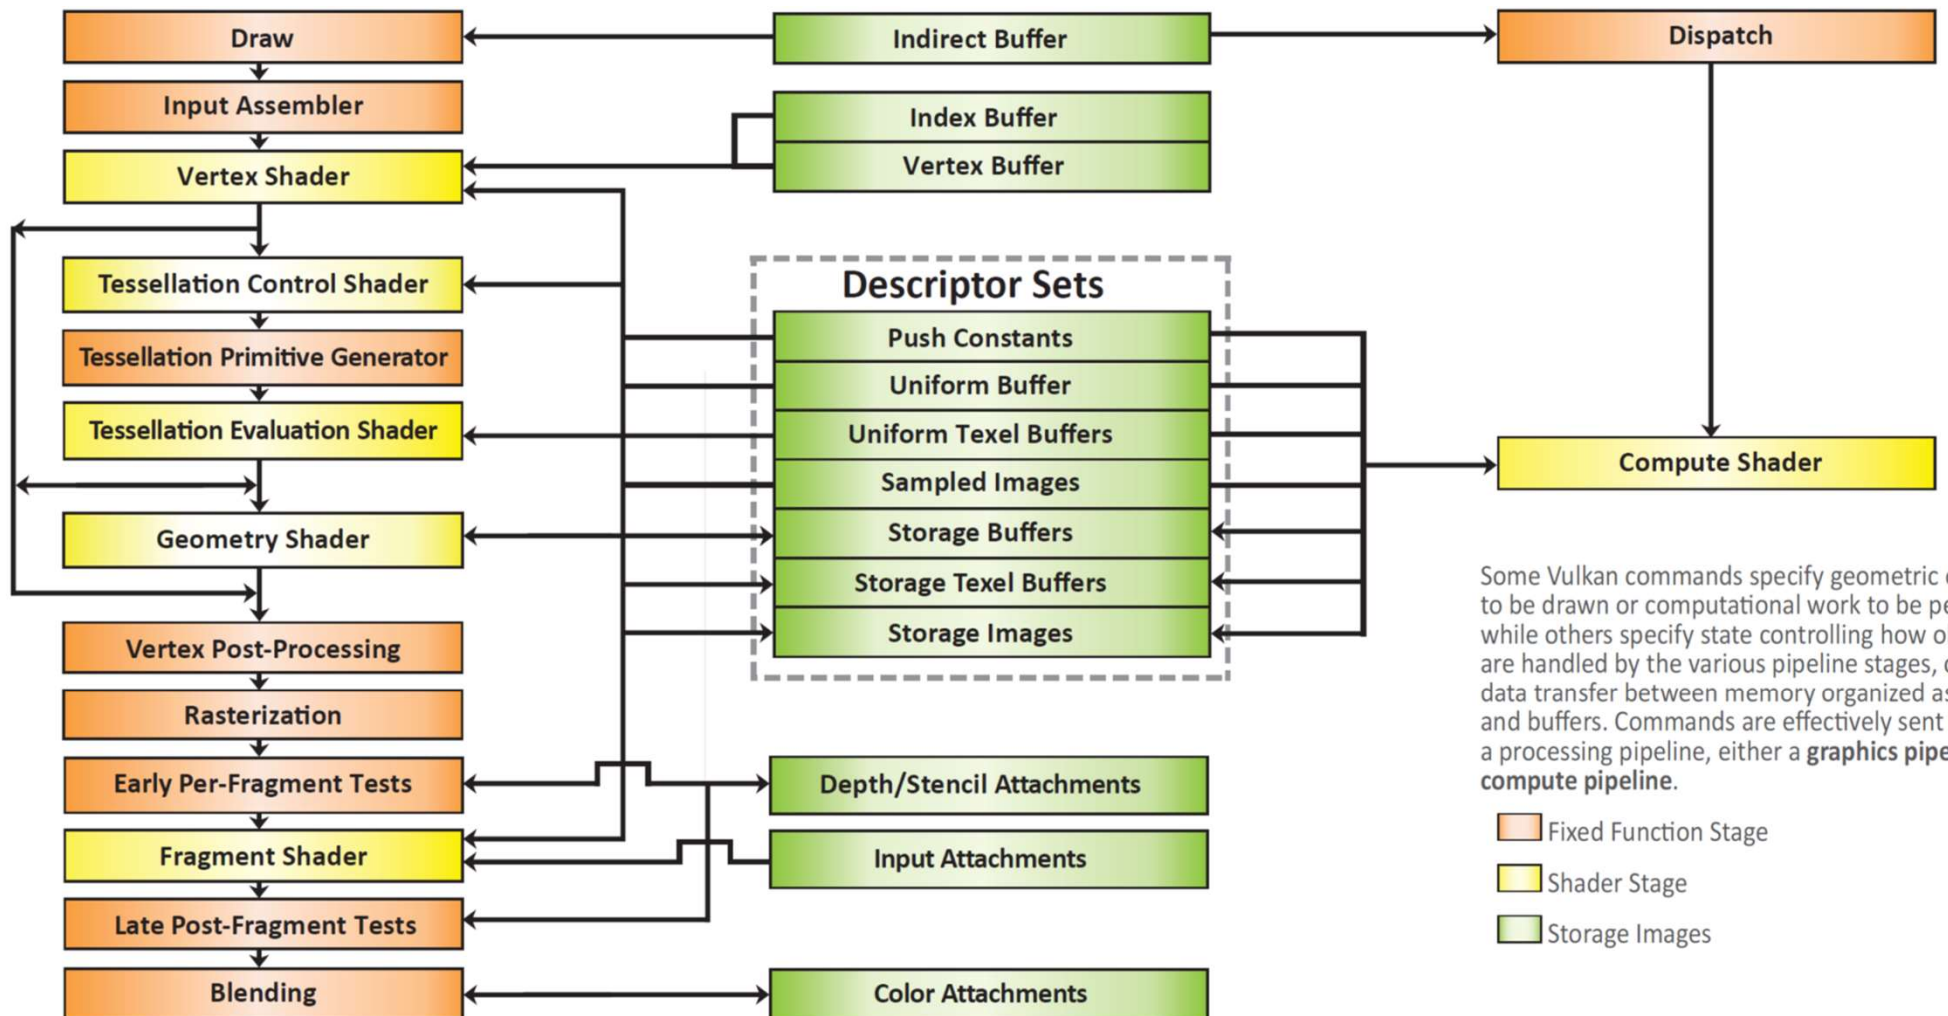 Draw
Indirect Buffer
Dispatch
Input Assembler
Index Buffer
Vertex Buffer
Vertex Shader
Tessellation Control Shader
Tessellation Primitive Generator
Tessellation Evaluation Shader
Geometry Shader
Vertex Post-Processing
Rasterization
Early Per-Fragment Tests
Fragment Shader
Late Post-Fragment Tests
Blending
Descriptor Sets
Push Constants
Uniform Buffer
Uniform Texel Buffers
Sampled Images
Storage Buffers
Storage Texel Buffers
Storage Images
Depth/Stencil Attachments
Input Attachments
Color Attachments
Compute Shader
Some Vulkan commands specify geometric
to be drawn or computational work to be
while others specify state controlling how
are handled by the various pipeline stages,
data transfer between memory organized
and buffers. Commands are effectively sent
a processing pipeline, either a graphics
compute pipeline.
Fixed Function Stage
Shader Stage
Storage Images